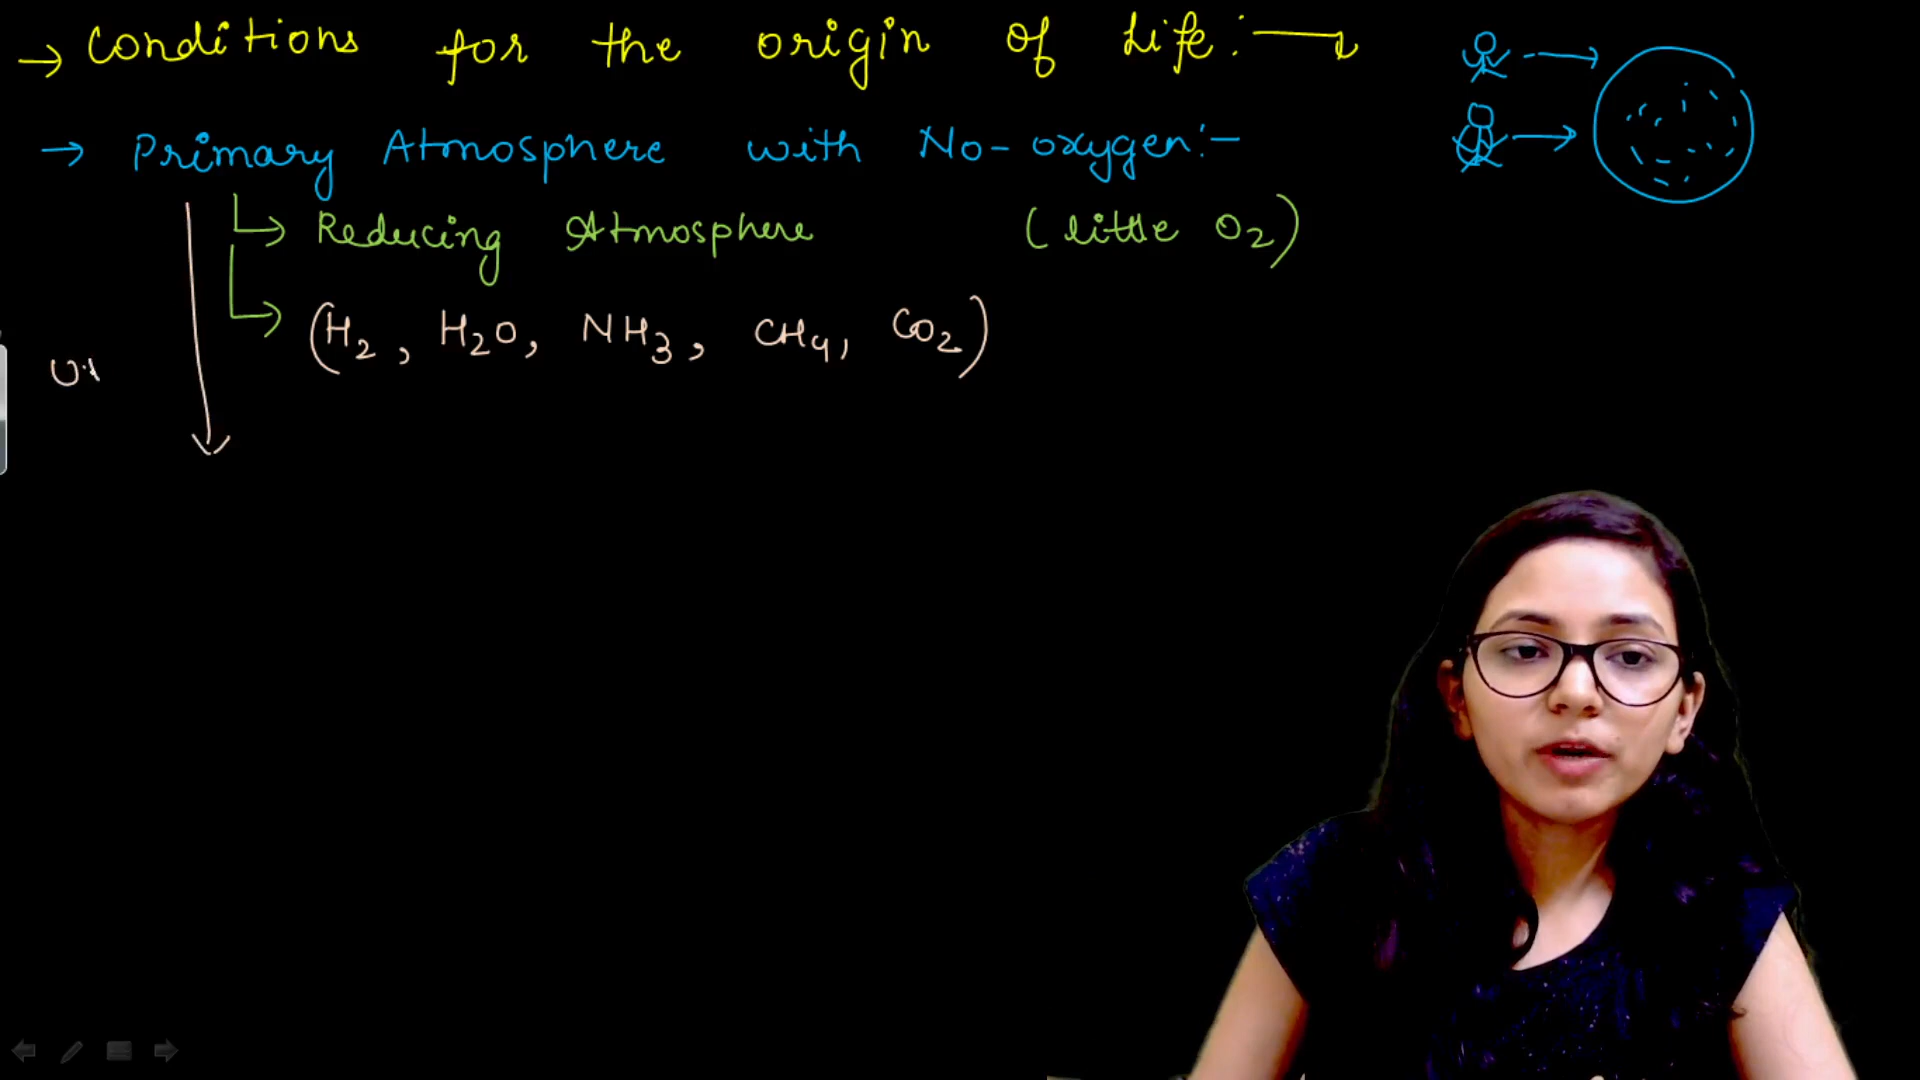 → Conditions for the origin of Life:→
→ Primary Atmosphere with No-oxygen:-
Reducing Atmosphere (little O2)
(H2, H2O, NH3, CH4, CO2)